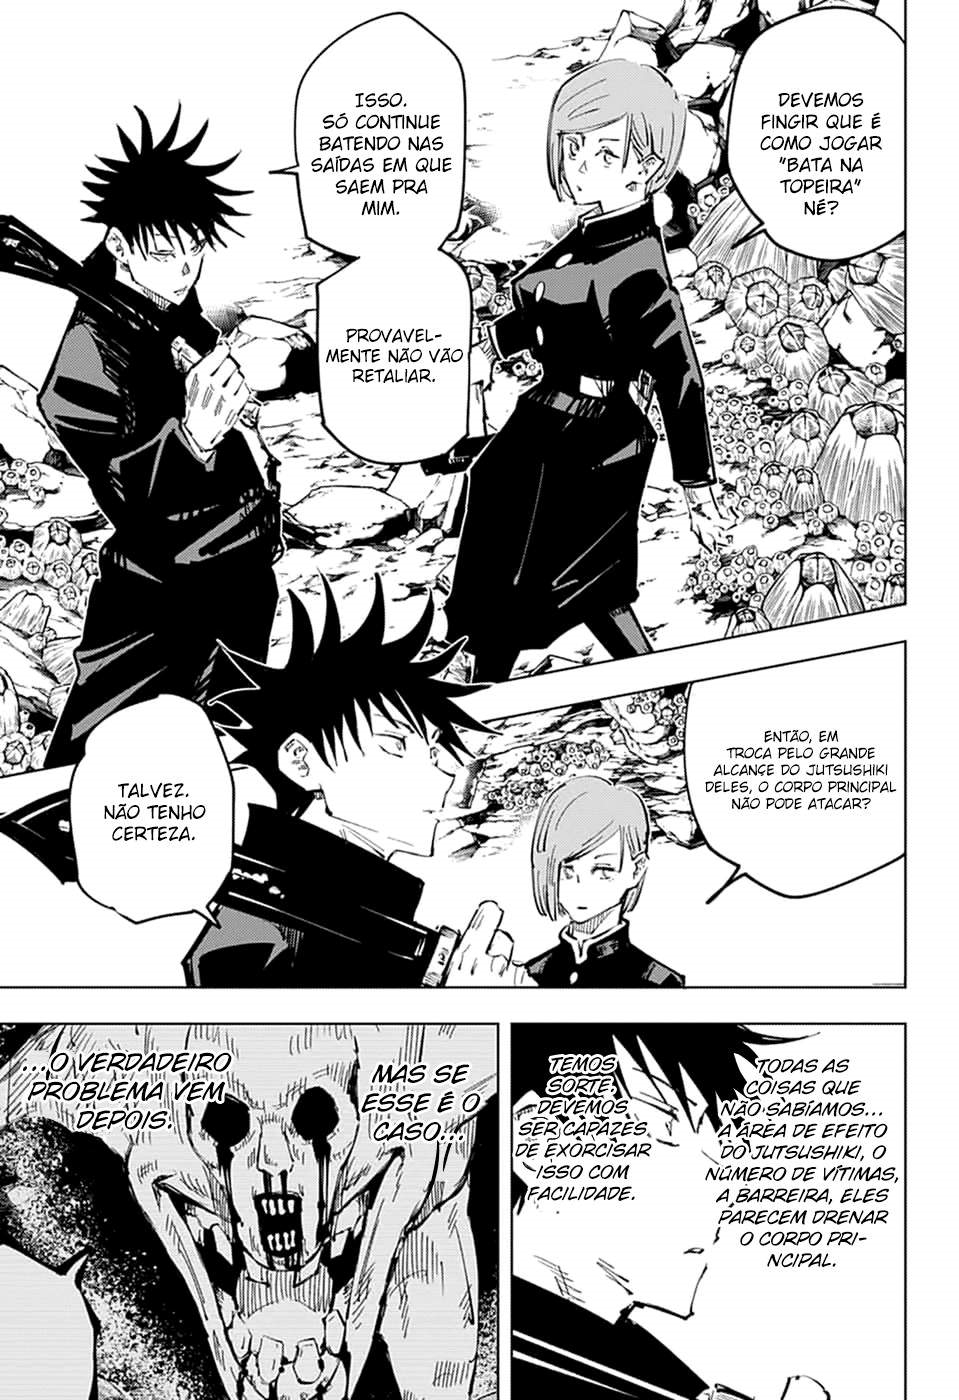 DEVEMOS
FINGIR QUE É
COMO JOGAR
"BATA NA
TOPEIRA"
NÉ?
ISSO.
SÓ CONTINUE
BATENDO NAS
SAÍDAS EM QUE
SAEM PRA
MIM.
PROVAVEL-
MENTE NÃO VÃO
RETALIAR.
ENTÃO, EM
TROCA PELO GRANDE
ALCANCE DO JUTSUSHIKI
DELES, O CORPO PRINCIPAL
NÃO PODE ATACAR?
TALVEZ.
NÃO TENHO
CERTEZA.
TODAS AS
COISAS QUE
NÃO SABÍAMOS...
A ÁREA DE EFEITO
DO JUTSUSHIKI, O
NÚMERO DE VÍTIMAS,
A BARREIRA, ELES
PARECEM DRENAR
O CORPO PRIN-
CIPAL.
TEMOS
SORTE.
DEVEMOS
SER CAPAZES
DE EXORCISAR
ISSO COM
FACILIDADE.
MAS SE
ESSE É O
CASO...
...O VERDADEIRO
PROBLEMA VEM
DEPOIS.